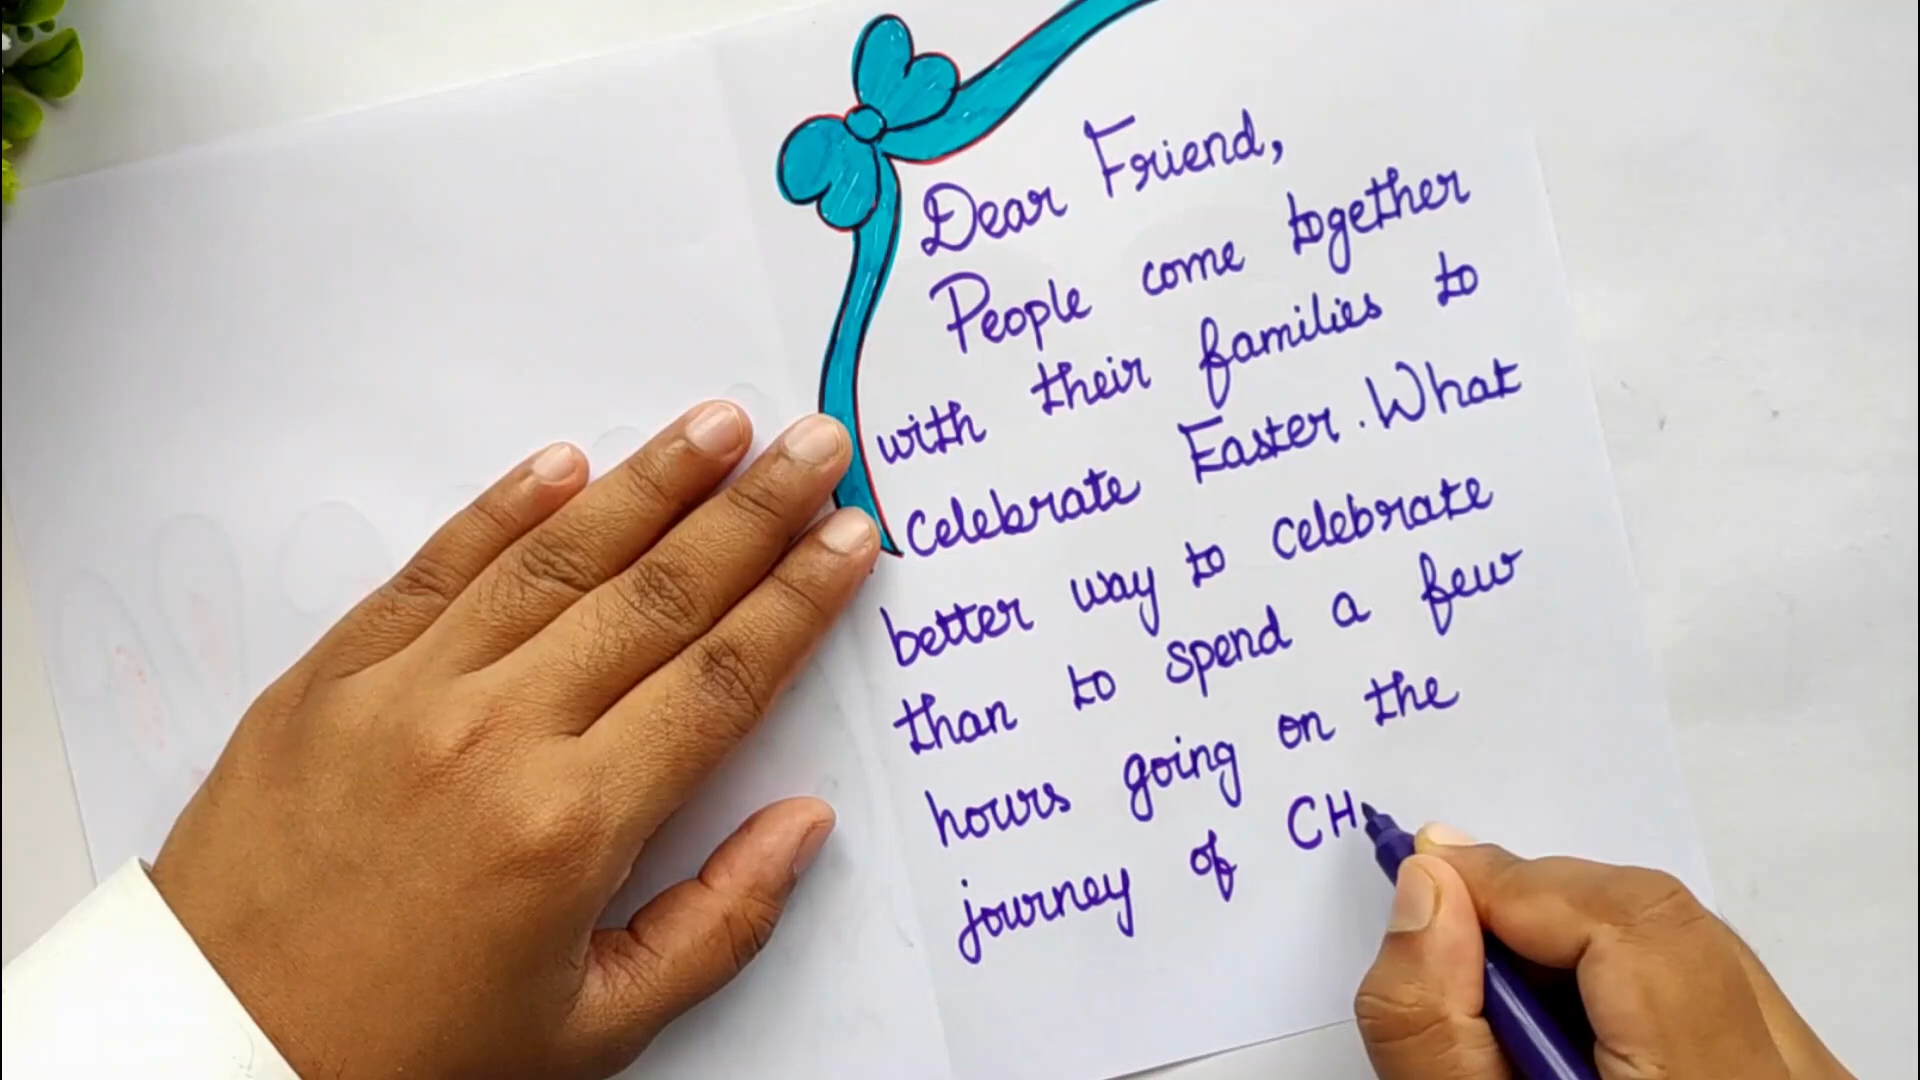 Dear Friend,
People come together
with their families to
celebrate Easter. What
better way to celebrate
than to spend a few
hours going on the
journey of CH